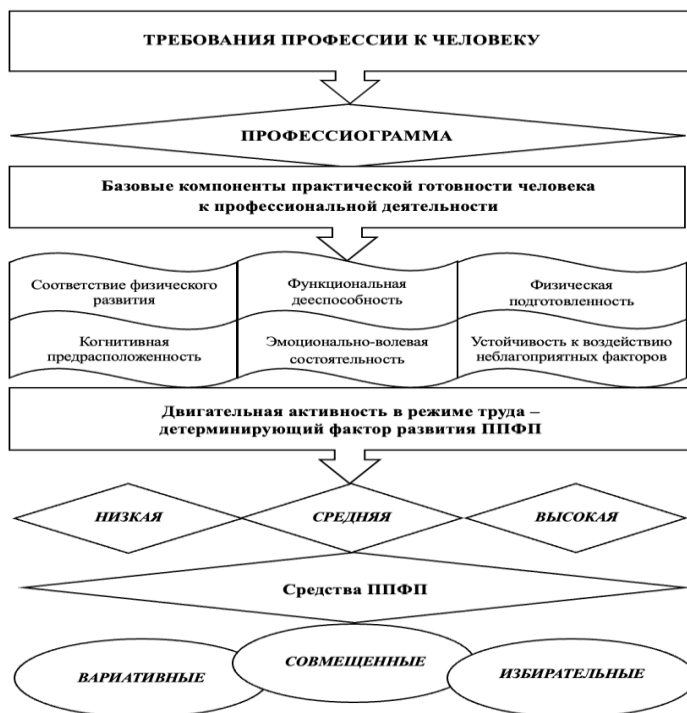 ТРЕБОВАНИЯ ПРОФЕССИИ К ЧЕЛОВЕКУ
ПРОФЕССИОГРАММА
Базовые компоненты практической готовности человека
к профессиональной деятельности
Соответствие физического
развития
Функциональная
дееспособность
Физическая
подготовленность
Когнитивная
предрасположенность
Эмоционально-волевая
состоятельность
Устойчивость к воздействию
неблагоприятных факторов
Двигательная активность в режиме труда –
детерминирующий фактор развития ППФП
НИЗКАЯ
СРЕДНЯЯ
ВЫСОКАЯ
Средства ППФП
ВАРИАТИВНЫЕ
СОВМЕЩЕННЫЕ
ИЗБИРАТЕЛЬНЫЕ